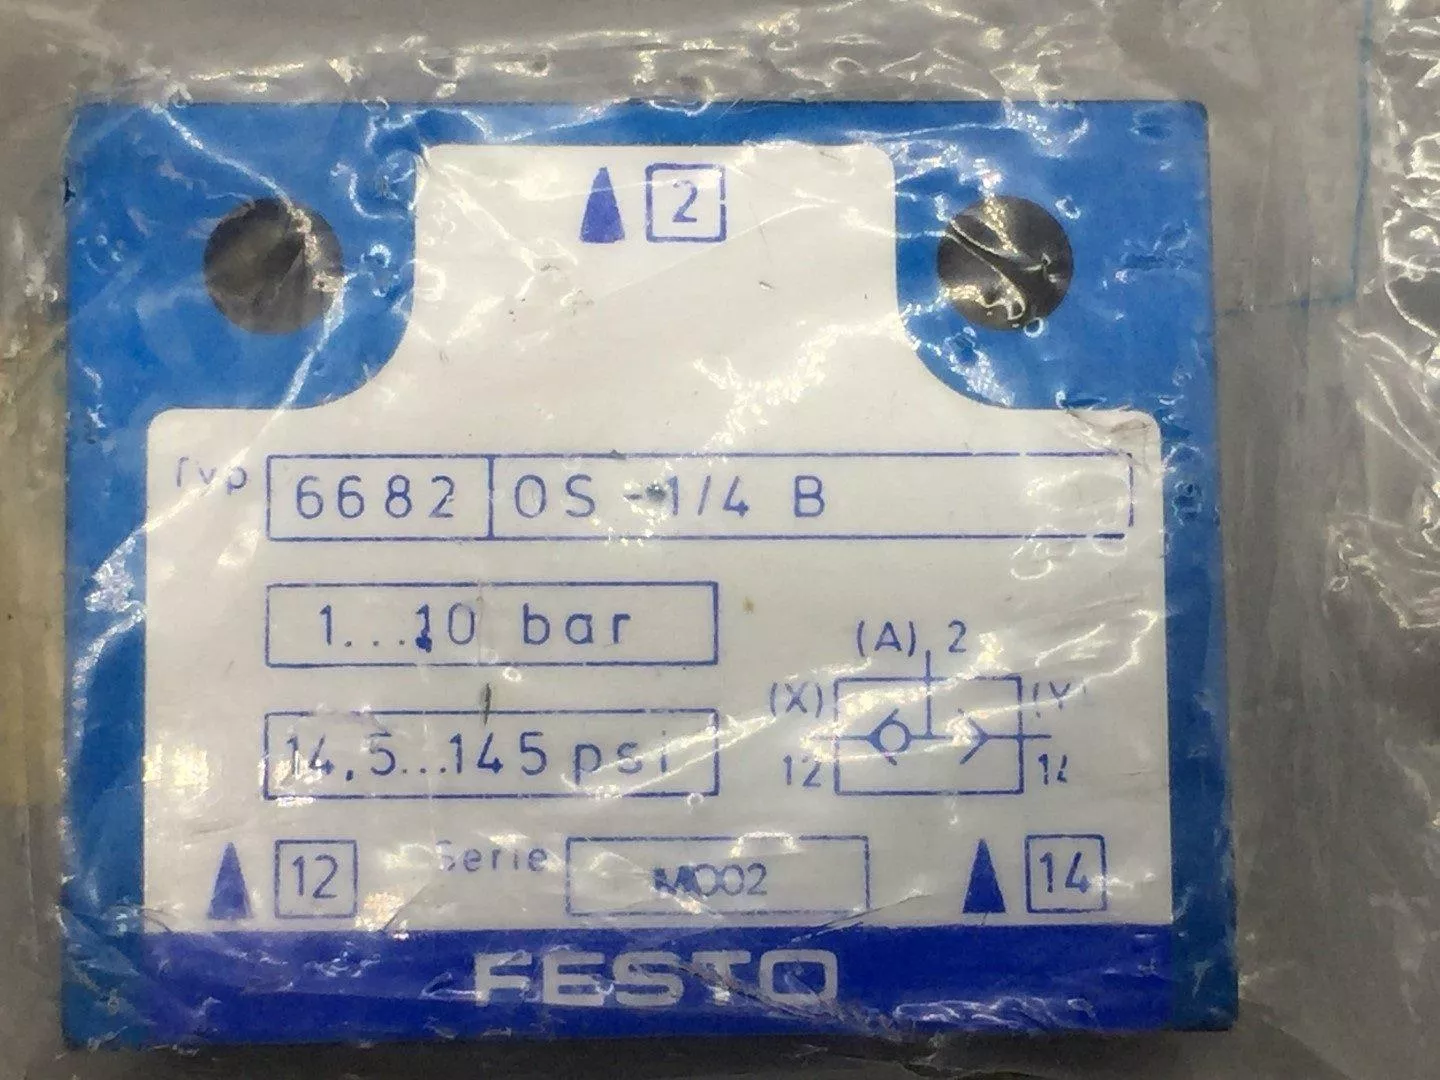 2
Typ 6682 OS - 1/4 B
1...10 bar
14,5...145 psi
(A) 2
(X) (Y)
12 14
12 Serie M002 14
FESTO